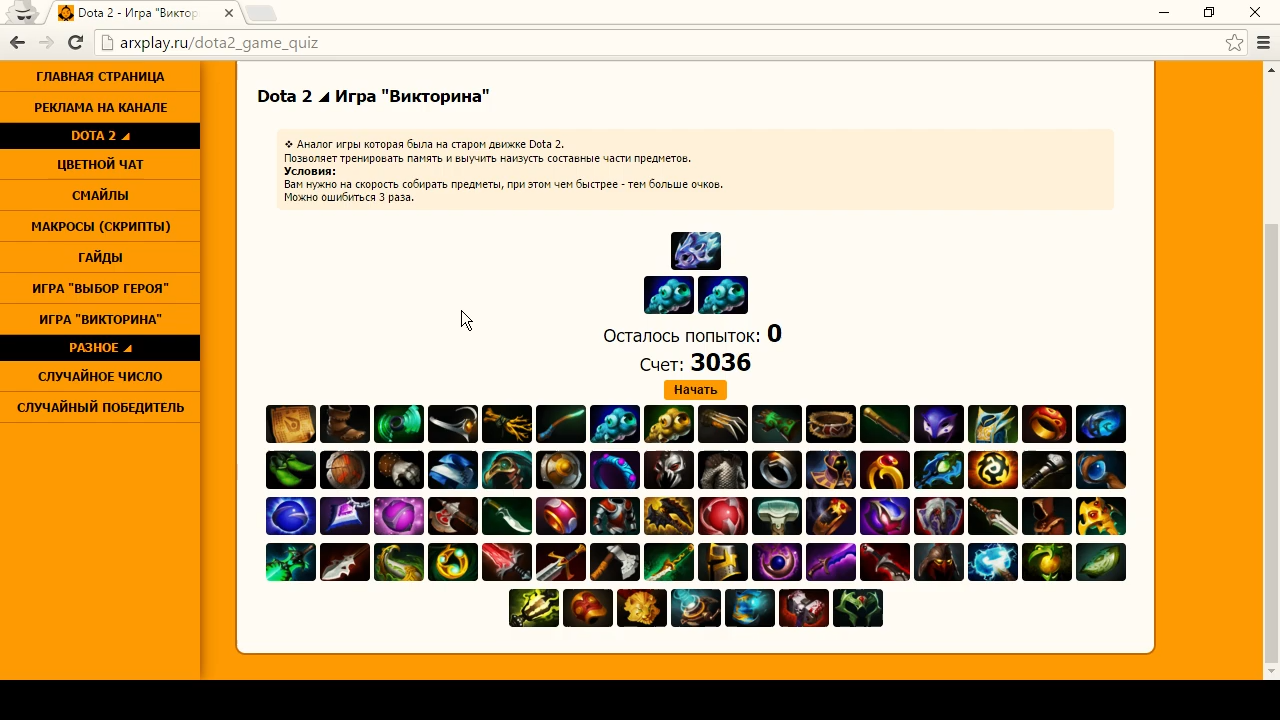 Dota 2 - Игра "Виктор
arxplay.ru/dota2_game_quiz
ГЛАВНАЯ СТРАНИЦА
РЕКЛАМА НА КАНАЛЕ
DOTA 2
ЦВЕТНОЙ ЧАТ
СМАЙЛЫ
МАКРОСЫ (СКРИПТЫ)
ГАЙДЫ
ИГРА "ВЫБОР ГЕРОЯ"
ИГРА "ВИКТОРИНА"
РАЗНОЕ
СЛУЧАЙНОЕ ЧИСЛО
СЛУЧАЙНЫЙ ПОБЕДИТЕЛЬ
Dota 2 ◢ Игра "Викторина"
❖ Аналог игры которая была на старом движке Dota 2.
Позволяет тренировать память и выучить наизусть составные части предметов.
Условия:
Вам нужно на скорость собирать предметы, при этом чем быстрее - тем больше очков.
Можно ошибиться 3 раза.
Осталось попыток: 0
Счет: 3036
Начать